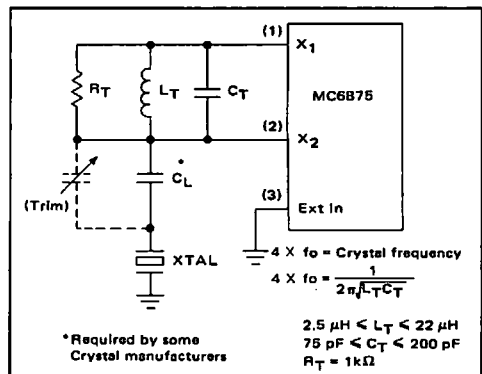 (1)
X1
RT
LT
CT
MC6875
(2)
X2
*
CL
(Trim)
(3)
Ext in
XTAL
4 X fo = Crystal frequency
4 X fo = 1
2π√LTCT
2.5 μH ≤ LT ≤ 22 μH
75 pF ≤ CT ≤ 200 pF
RT = 1kΩ
*Required by some
Crystal manufacturers